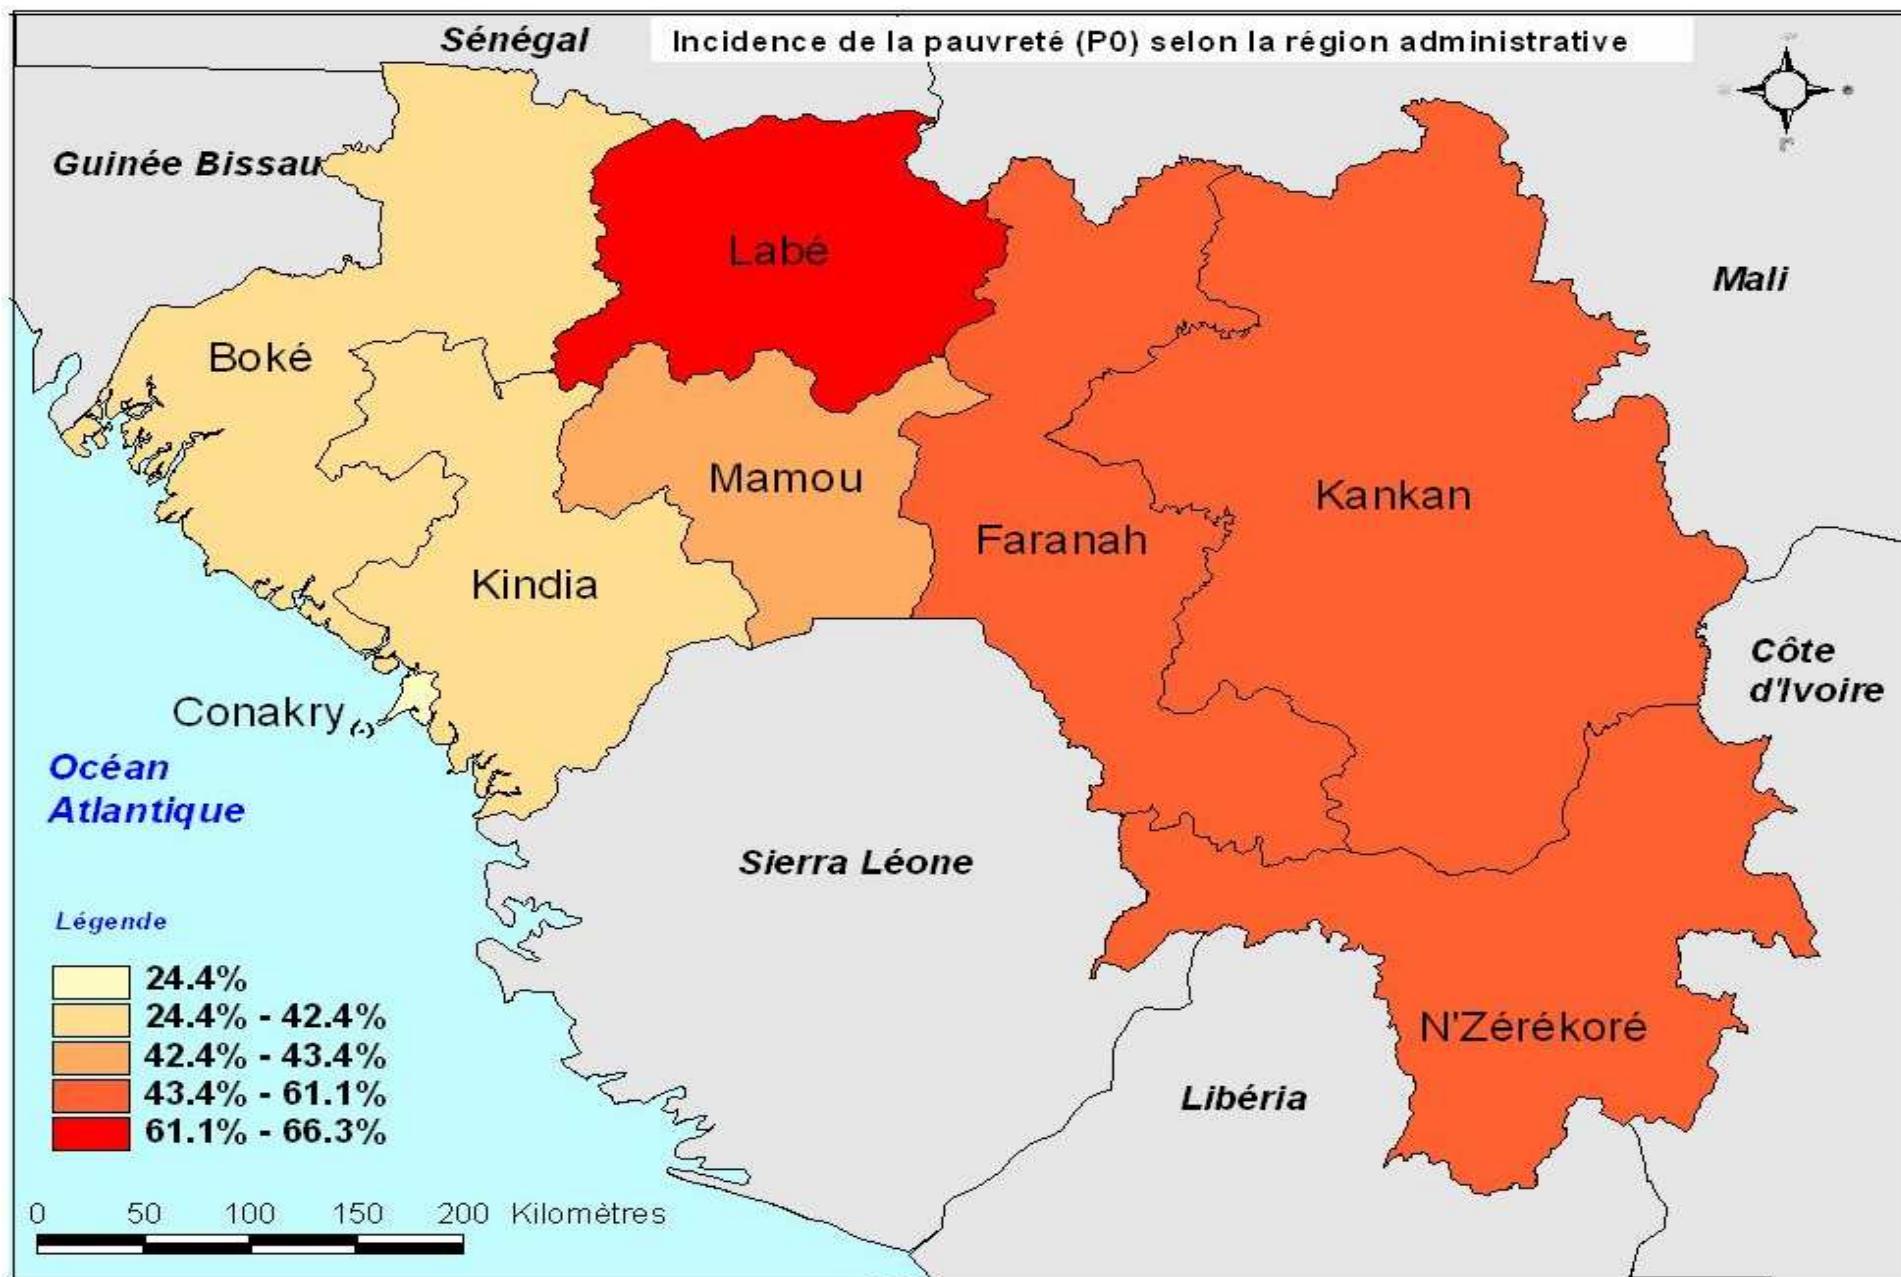 Sénégal
Incidence de la pauvreté (P0) selon la région administrative
Guinée Bissau
Labé
Mali
Boké
Mamou
Kankan
Faranah
Kindia
Côte
d'Ivoire
Conakry
Océan
Atlantique
Sierra Léone
Légende
24.4%
24.4% - 42.4%
42.4% - 43.4%
43.4% - 61.1%
61.1% - 66.3%
N'Zérékoré
Libéria
0 50 100 150 200 Kilomètres